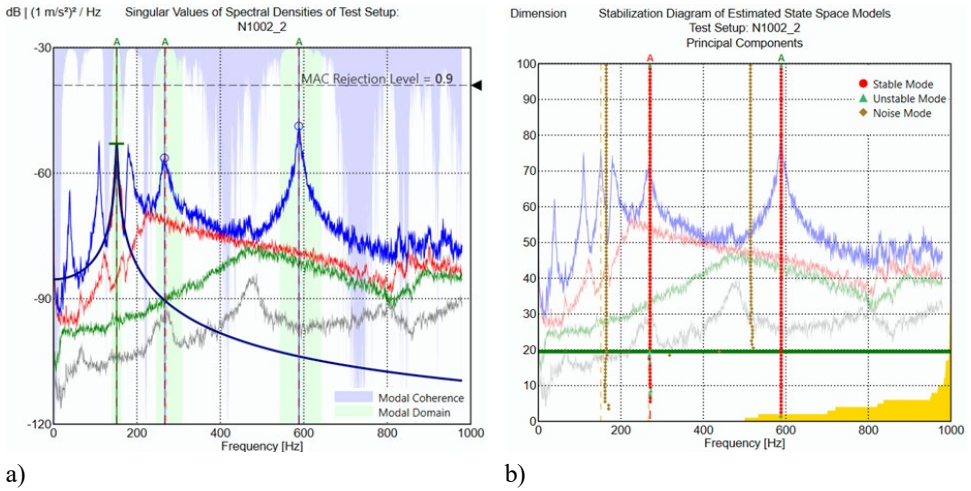 dB | (1 m/s²)² / Hz
Singular Values of Spectral Densities of Test Setup:
N1002_2
A A A
-30
MAC Rejection Level = 0.9
-60
-90
-120
Modal Coherence
Modal Domain
0 200 400 600 800 1000
Frequency [Hz]
a)
Dimension
Stabilization Diagram of Estimated State Space Models
Test Setup: N1002_2
Principal Components
A A
100
90
80
70
60
50
40
30
20
10
0
Stable Mode
Unstable Mode
Noise Mode
0 200 400 600 800 1000
Frequency [Hz]
b)